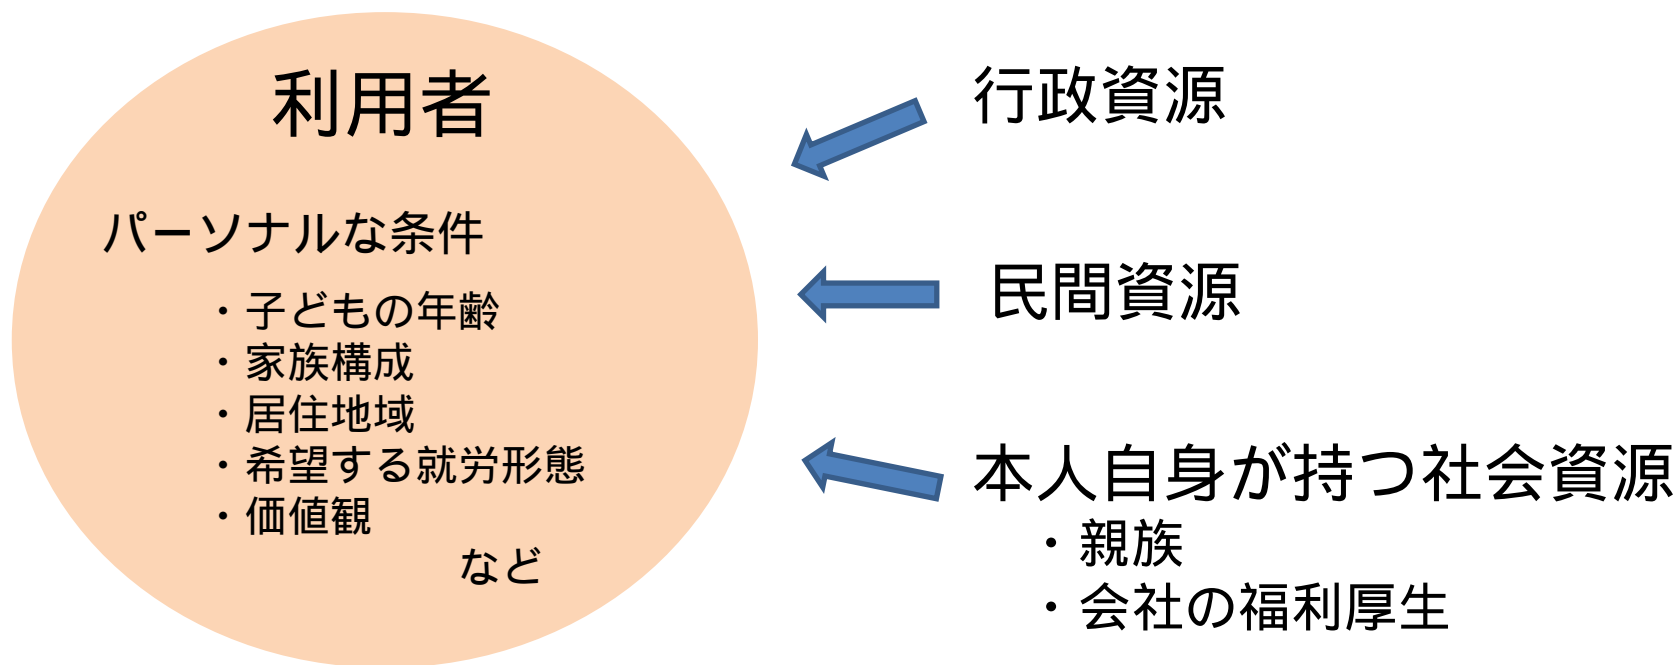 利用者
パーソナルな条件
・子どもの年齢
・家族構成
・居住地域
・希望する就労形態
・価値観
など
行政資源
民間資源
本人自身が持つ社会資源
・親族
・会社の福利厚生